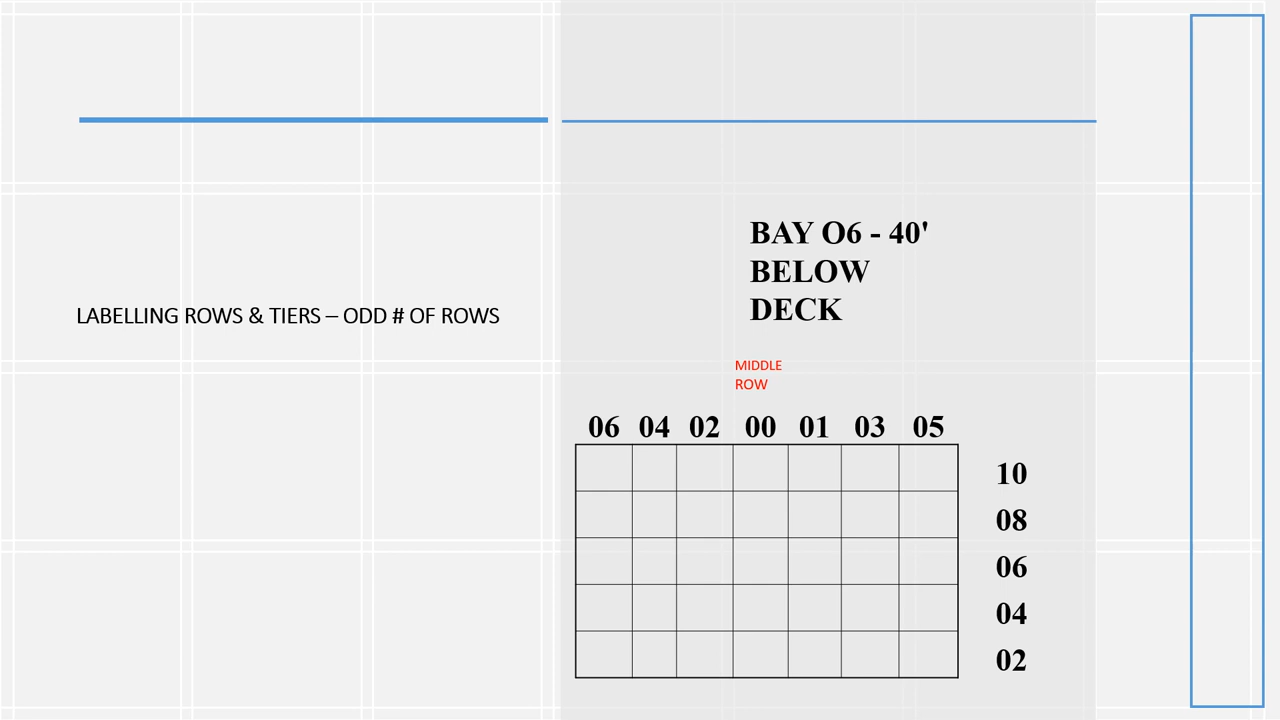 LABELLING ROWS & TIERS – ODD # OF ROWS
BAY O6 - 40'
BELOW
DECK
MIDDLE
ROW
06 04 02 00 01 03 05
10
08
06
04
02